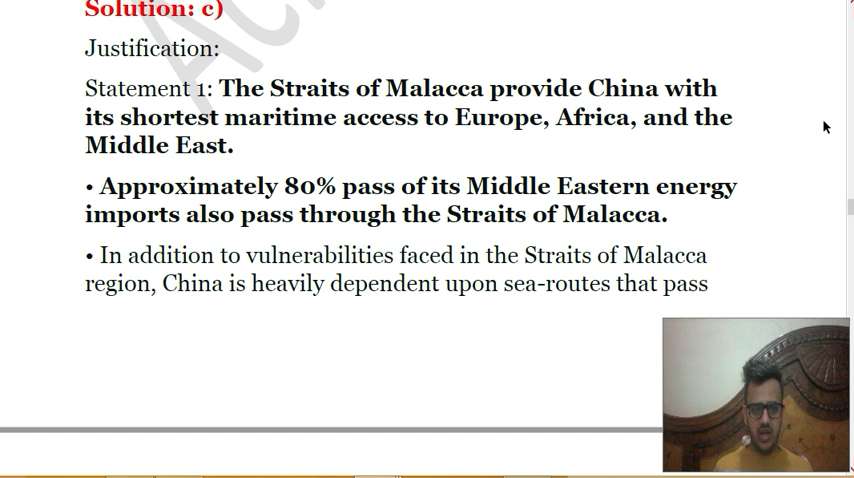 Solution: c)
Justification:
Statement 1: The Straits of Malacca provide China with
its shortest maritime access to Europe, Africa, and the
Middle East.
• Approximately 80% pass of its Middle Eastern energy
imports also pass through the Straits of Malacca.
• In addition to vulnerabilities faced in the Straits of Malacca
region, China is heavily dependent upon sea-routes that pass